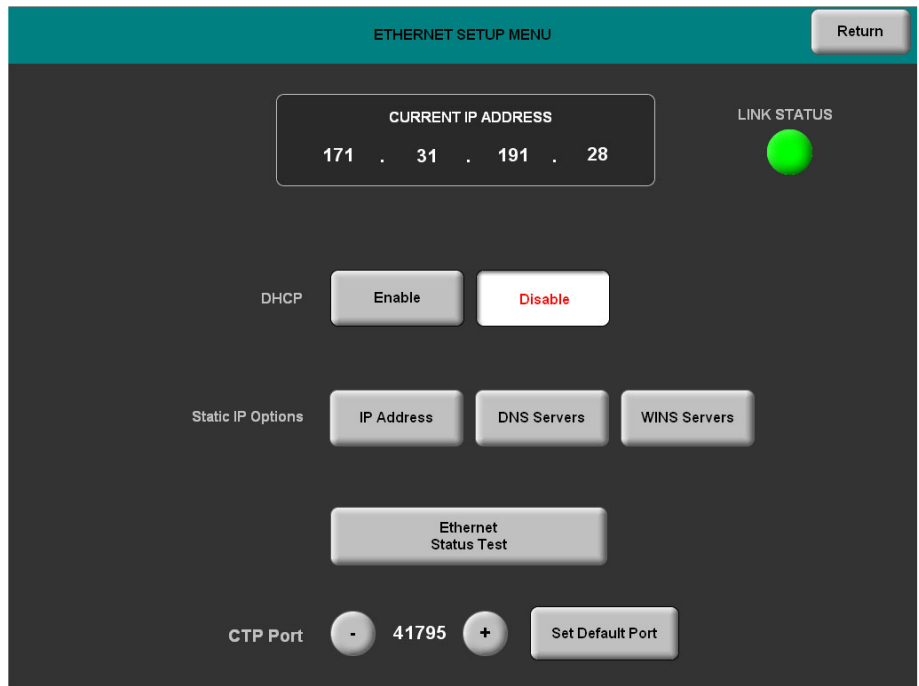 ETHERNET SETUP MENU
Return
CURRENT IP ADDRESS
171 . 31 . 191 . 28
LINK STATUS
DHCP
Enable
Disable
Static IP Options
IP Address
DNS Servers
WINS Servers
Ethernet
Status Test
CTP Port
-
41795
+
Set Default Port